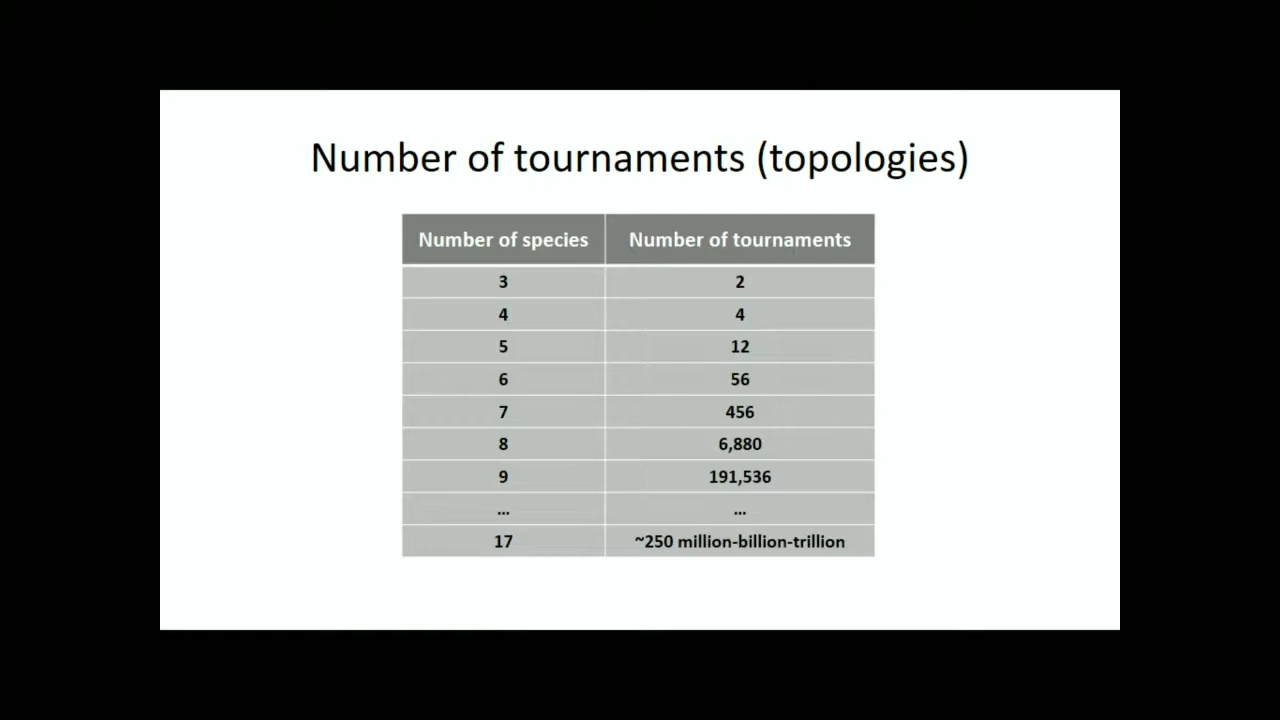 Number of tournaments (topologies)
Number of species Number of tournaments
3 2
4 4
5 12
6 56
7 456
8 6,880
9 191,536
... ...
17 ~250 million-billion-trillion